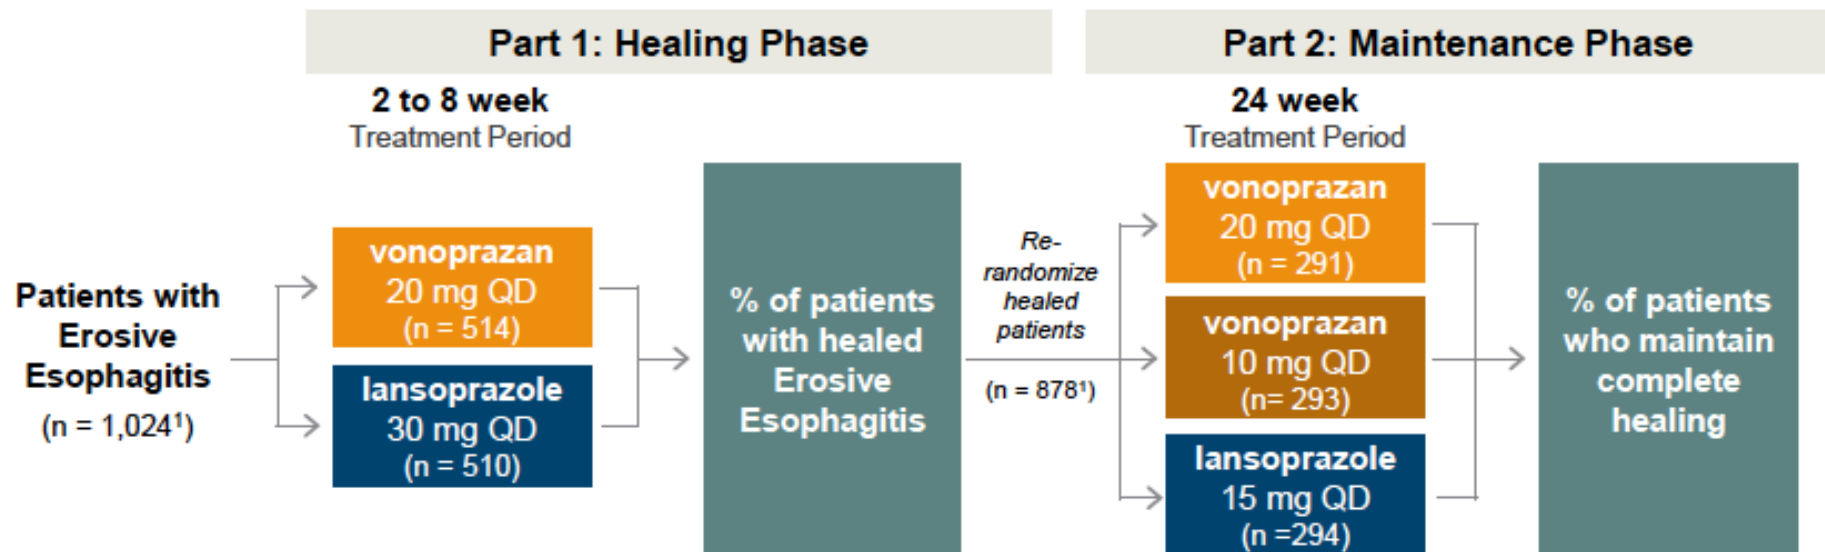 Part 1: Healing Phase
Part 2: Maintenance Phase
2 to 8 week
Treatment Period
24 week
Treatment Period
Patients with
Erosive
Esophagitis
(n = 1,024¹)
vonoprazan
20 mg QD
(n = 514)
lansoprazole
30 mg QD
(n = 510)
% of patients
with healed
Erosive
Esophagitis
Re-
randomize
healed
patients
(n = 878¹)
vonoprazan
20 mg QD
(n = 291)
vonoprazan
10 mg QD
(n= 293)
lansoprazole
15 mg QD
(n =294)
% of patients
who maintain
complete
healing